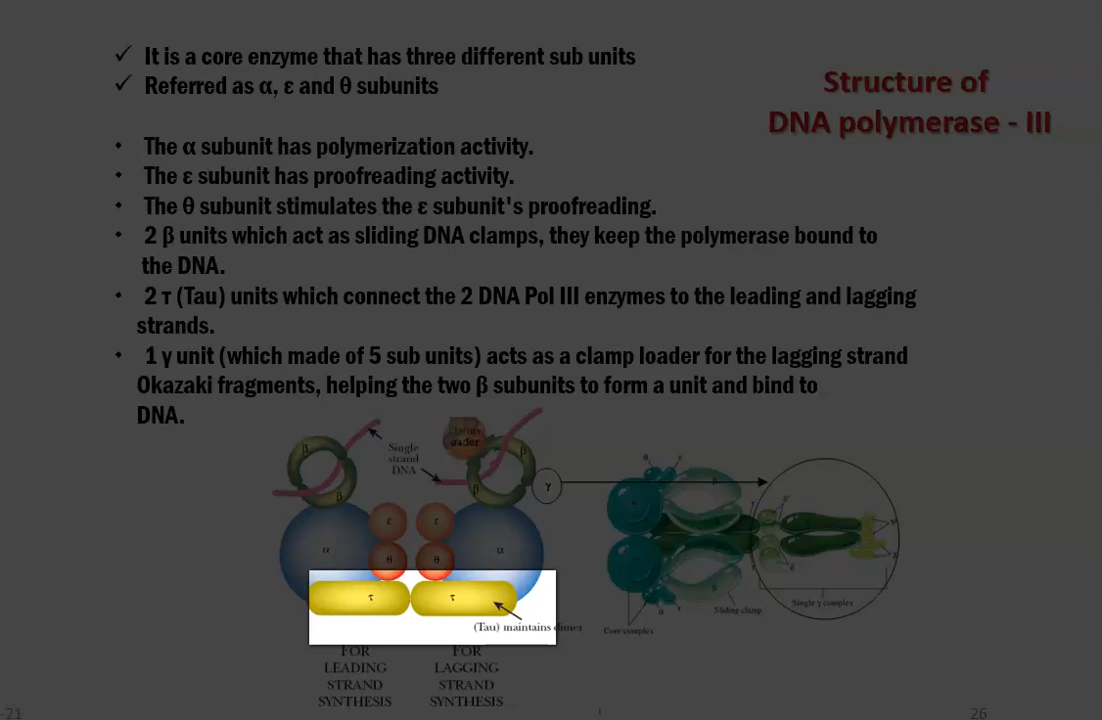 ✓ It is a core enzyme that has three different sub units
✓ Referred as α, ε and θ subunits
Structure of
DNA polymerase - III
• The α subunit has polymerization activity.
• The ε subunit has proofreading activity.
• The θ subunit stimulates the ε subunit's proofreading.
• 2 β units which act as sliding DNA clamps, they keep the polymerase bound to
the DNA.
• 2 τ (Tau) units which connect the 2 DNA Pol III enzymes to the leading and lagging
strands.
• 1 γ unit (which made of 5 sub units) acts as a clamp loader for the lagging strand
Okazaki fragments, helping the two β subunits to form a unit and bind to
DNA.
β
β
Single
strand
DNA
loader
β
β
γ
α
ε
θ
ε
θ
α
τ
τ
(Tau) maintains dimer
FOR
LEADING
STRAND
SYNTHESIS
FOR
LAGGING
STRAND
SYNTHESIS
θ
ε
Core complex
Sliding clamp
Single γ complex
-21
26